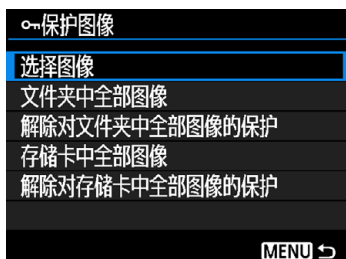 保护图像
选择图像
文件夹中全部图像
解除对文件夹中全部图像的保护
存储卡中全部图像
解除对存储卡中全部图像的保护
MENU